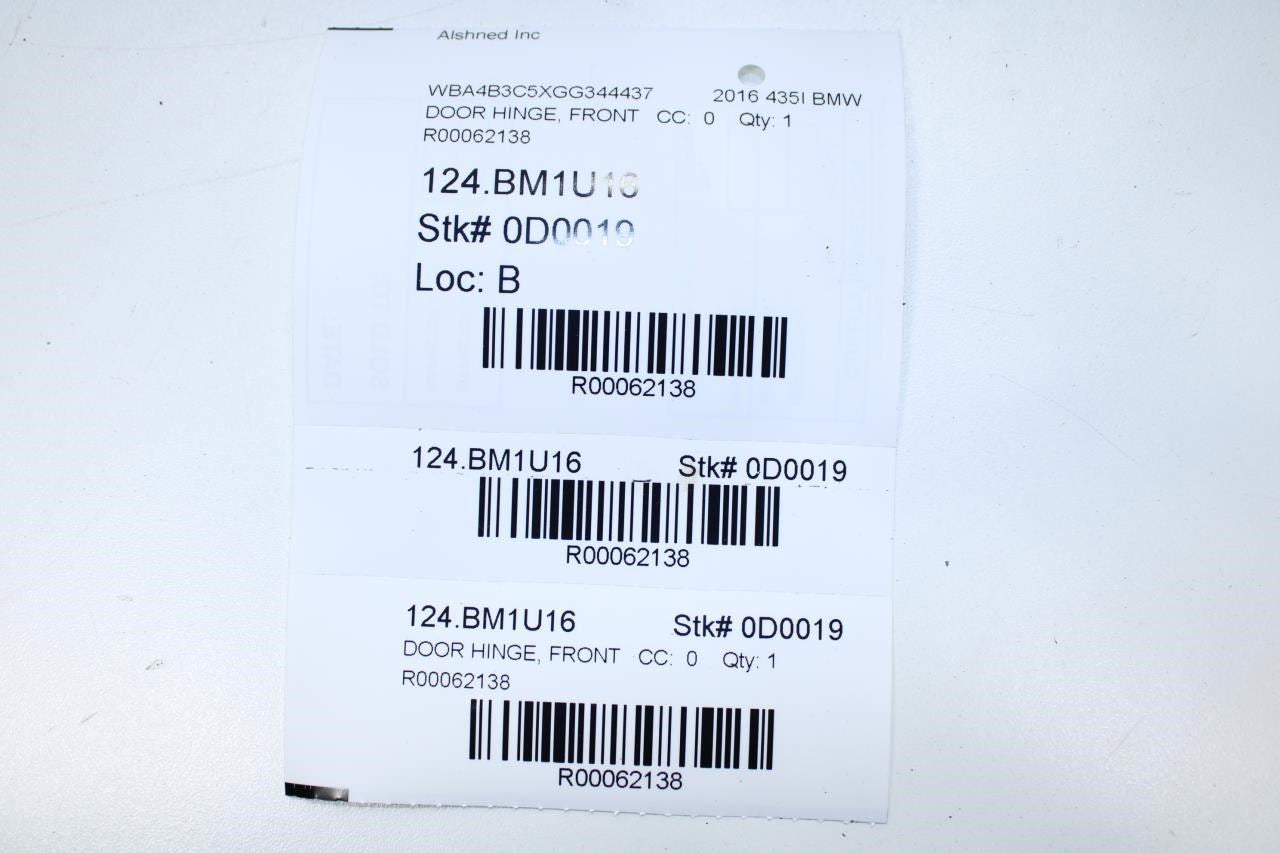 Alshned Inc
WBA4B3C5XGG344437 2016 435I BMW
DOOR HINGE, FRONT CC: 0 Qty: 1
R00062138
124.BM1U16
Stk# 0D0019
Loc: B
R00062138
124.BM1U16 Stk# 0D0019
R00062138
124.BM1U16 Stk# 0D0019
DOOR HINGE, FRONT CC: 0 Qty: 1
R00062138
R00062138